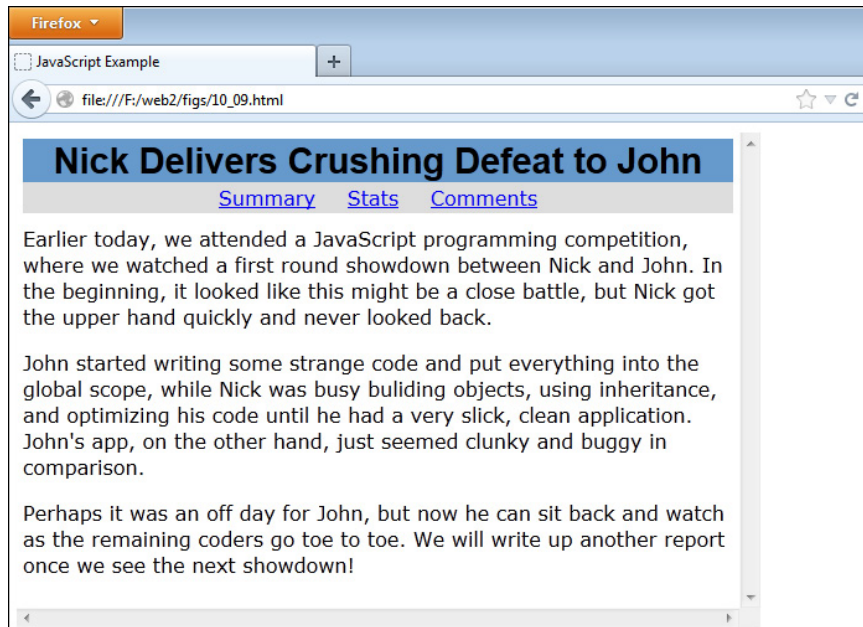 Firefox
JavaScript Example
file:///F:/web2/figs/10_09.html
Nick Delivers Crushing Defeat to John
Summary Stats Comments
Earlier today, we attended a JavaScript programming competition,
where we watched a first round showdown between Nick and John. In
the beginning, it looked like this might be a close battle, but Nick got
the upper hand quickly and never looked back.
John started writing some strange code and put everything into the
global scope, while Nick was busy buliding objects, using inheritance,
and optimizing his code until he had a very slick, clean application.
John's app, on the other hand, just seemed clunky and buggy in
comparison.
Perhaps it was an off day for John, but now he can sit back and watch
as the remaining coders go toe to toe. We will write up another report
once we see the next showdown!